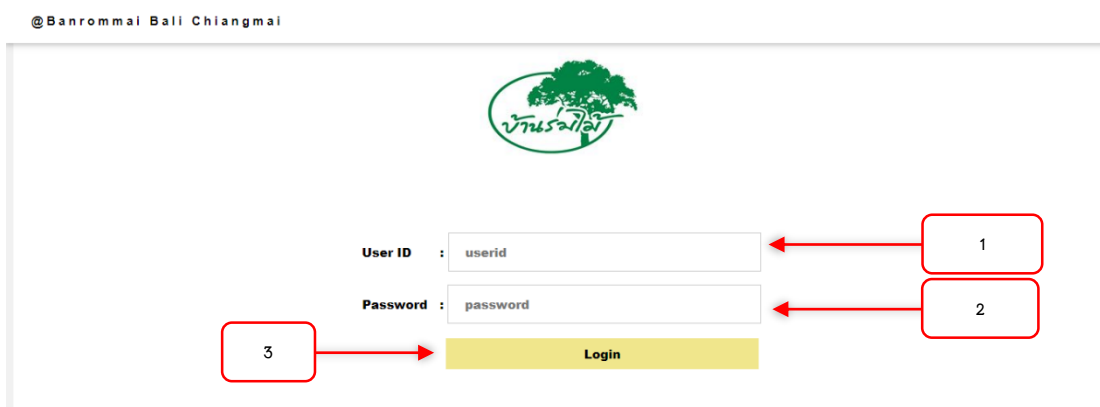 @Banrommai Bali Chiangmai
บ้านร่มไม้
User ID : userid
1
Password : password
2
3
Login